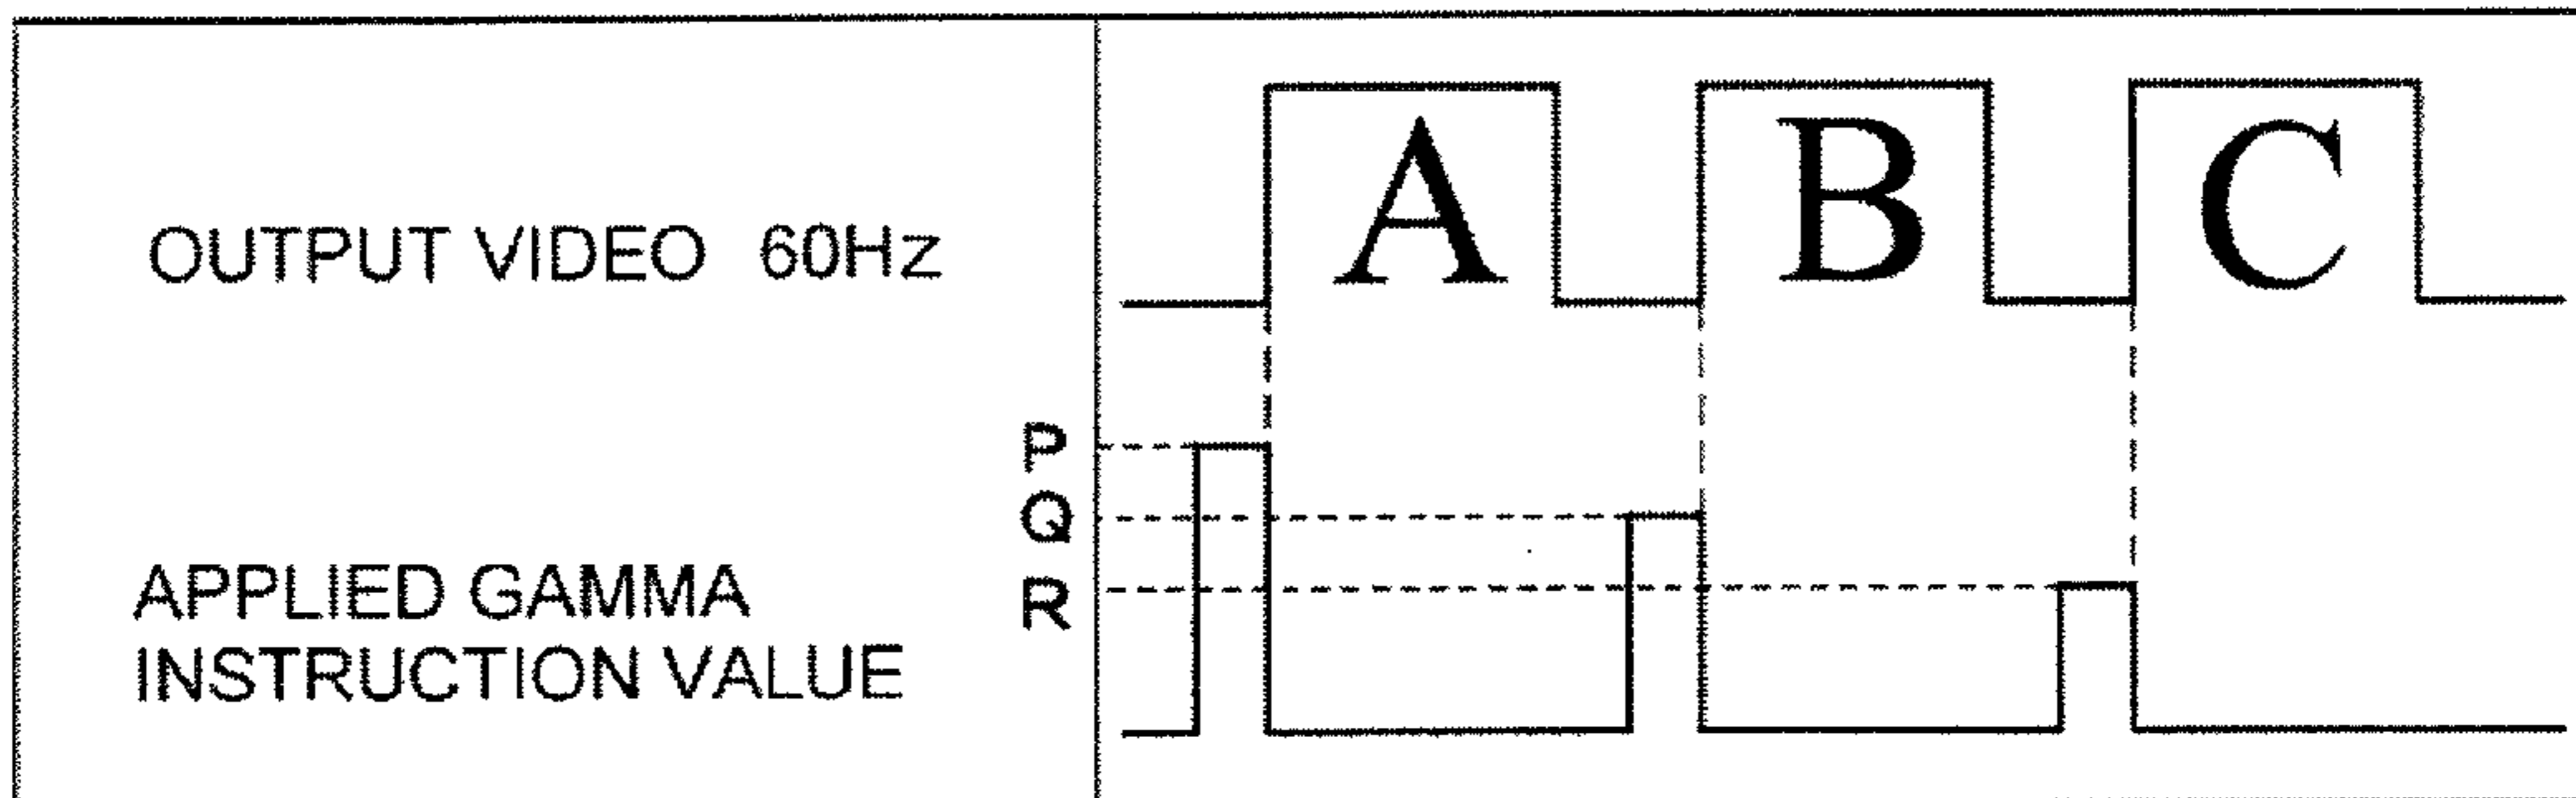 OUTPUT VIDEO 60Hz
A
B
C
P
Q
R
APPLIED GAMMA
INSTRUCTION VALUE